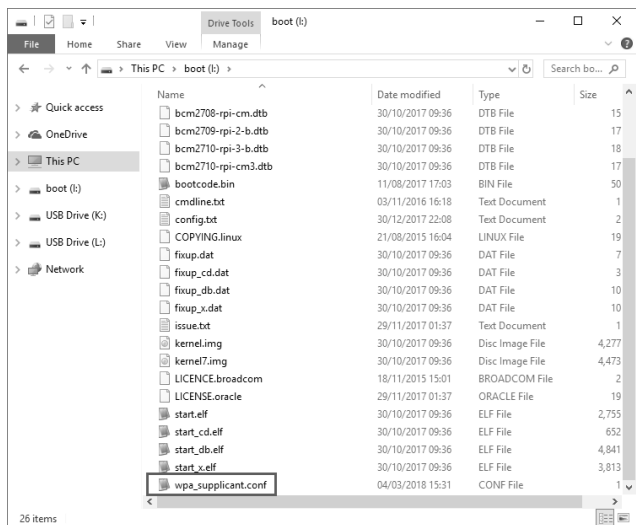 Drive Tools boot (I:)
File Home Share View Manage
This PC > boot (I:) > Search bo...
Name Date modified Type Size
Quick access
OneDrive
This PC
boot (I:)
USB Drive (K:)
USB Drive (L:)
Network
bcm2708-rpi-cm.dtb 30/10/2017 09:36 DTB File 15
bcm2709-rpi-2-b.dtb 30/10/2017 09:36 DTB File 17
bcm2710-rpi-3-b.dtb 30/10/2017 09:36 DTB File 18
bcm2710-rpi-cm3.dtb 30/10/2017 09:36 DTB File 17
bootcode.bin 11/08/2017 17:03 BIN File 50
cmdline.txt 03/11/2016 16:18 Text Document 1
config.txt 30/12/2017 22:08 Text Document 2
COPYING.linux 21/08/2015 16:04 LINUX File 19
fixup.dat 30/10/2017 09:36 DAT File 7
fixup_cd.dat 30/10/2017 09:36 DAT File 3
fixup_db.dat 30/10/2017 09:36 DAT File 10
fixup_x.dat 30/10/2017 09:36 DAT File 10
issue.txt 29/11/2017 01:37 Text Document 1
kernel.img 30/10/2017 09:36 Disc Image File 4,277
kernel7.img 30/10/2017 09:36 Disc Image File 4,473
LICENCE.broadcom 18/11/2015 15:01 BROADCOM File 2
LICENSE.oracle 29/11/2017 01:37 ORACLE File 19
start.elf 30/10/2017 09:36 ELF File 2,755
start_cd.elf 30/10/2017 09:36 ELF File 652
start_db.elf 30/10/2017 09:36 ELF File 4,841
start_x.elf 30/10/2017 09:36 ELF File 3,813
wpa_supplicant.conf 04/03/2018 15:31 CONF File 1
26 items